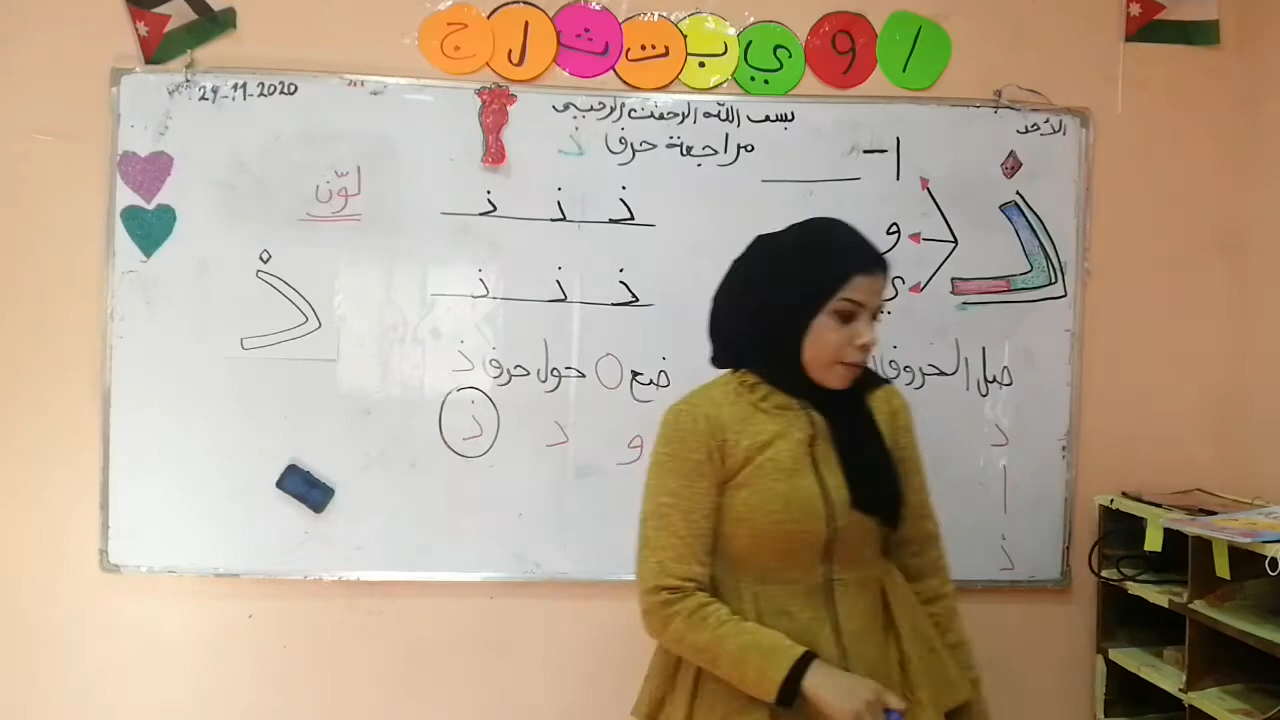 ا و ي ب ت ث ل ج
الأحد
29-11-2020
بسم الله الرحمن الرحيم
مراجعة حرف ذ
ذ
ا -
و
ي
ذ ذ ذ
ذ ذ ذ
لوّن
ذ
صل الحروف
د
ا
ذ
ضع O حول حرف ذ
و د ذ